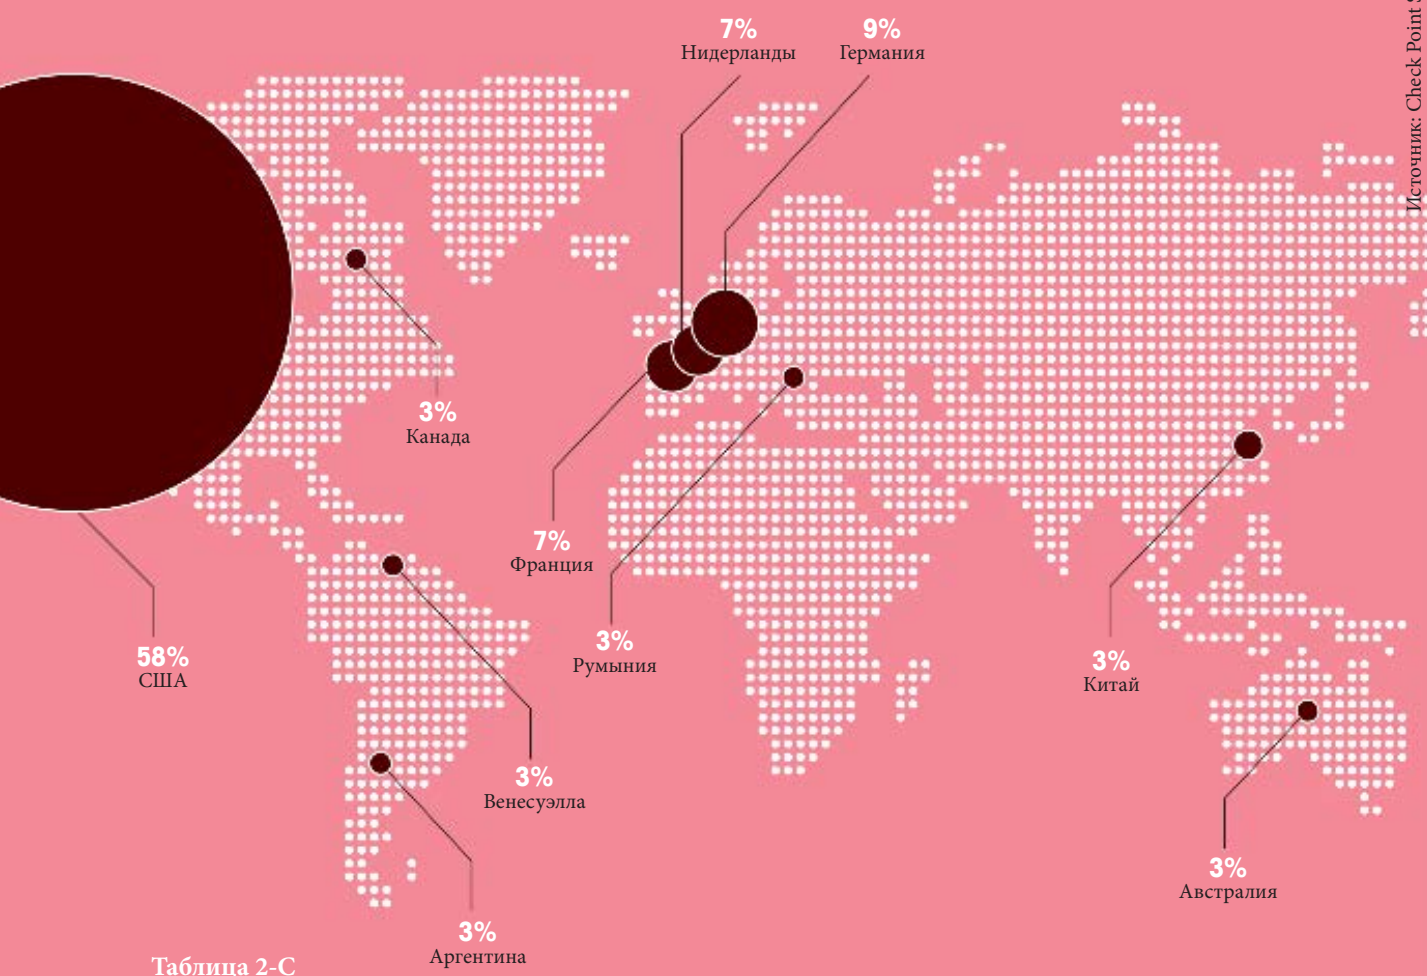 7%
Нидерланды
9%
Германия
Источник: Check Point
3%
Канада
7%
Франция
3%
Румыния
58%
США
3%
Китай
3%
Венесуэлла
3%
Австралия
3%
Аргентина
Таблица 2-C